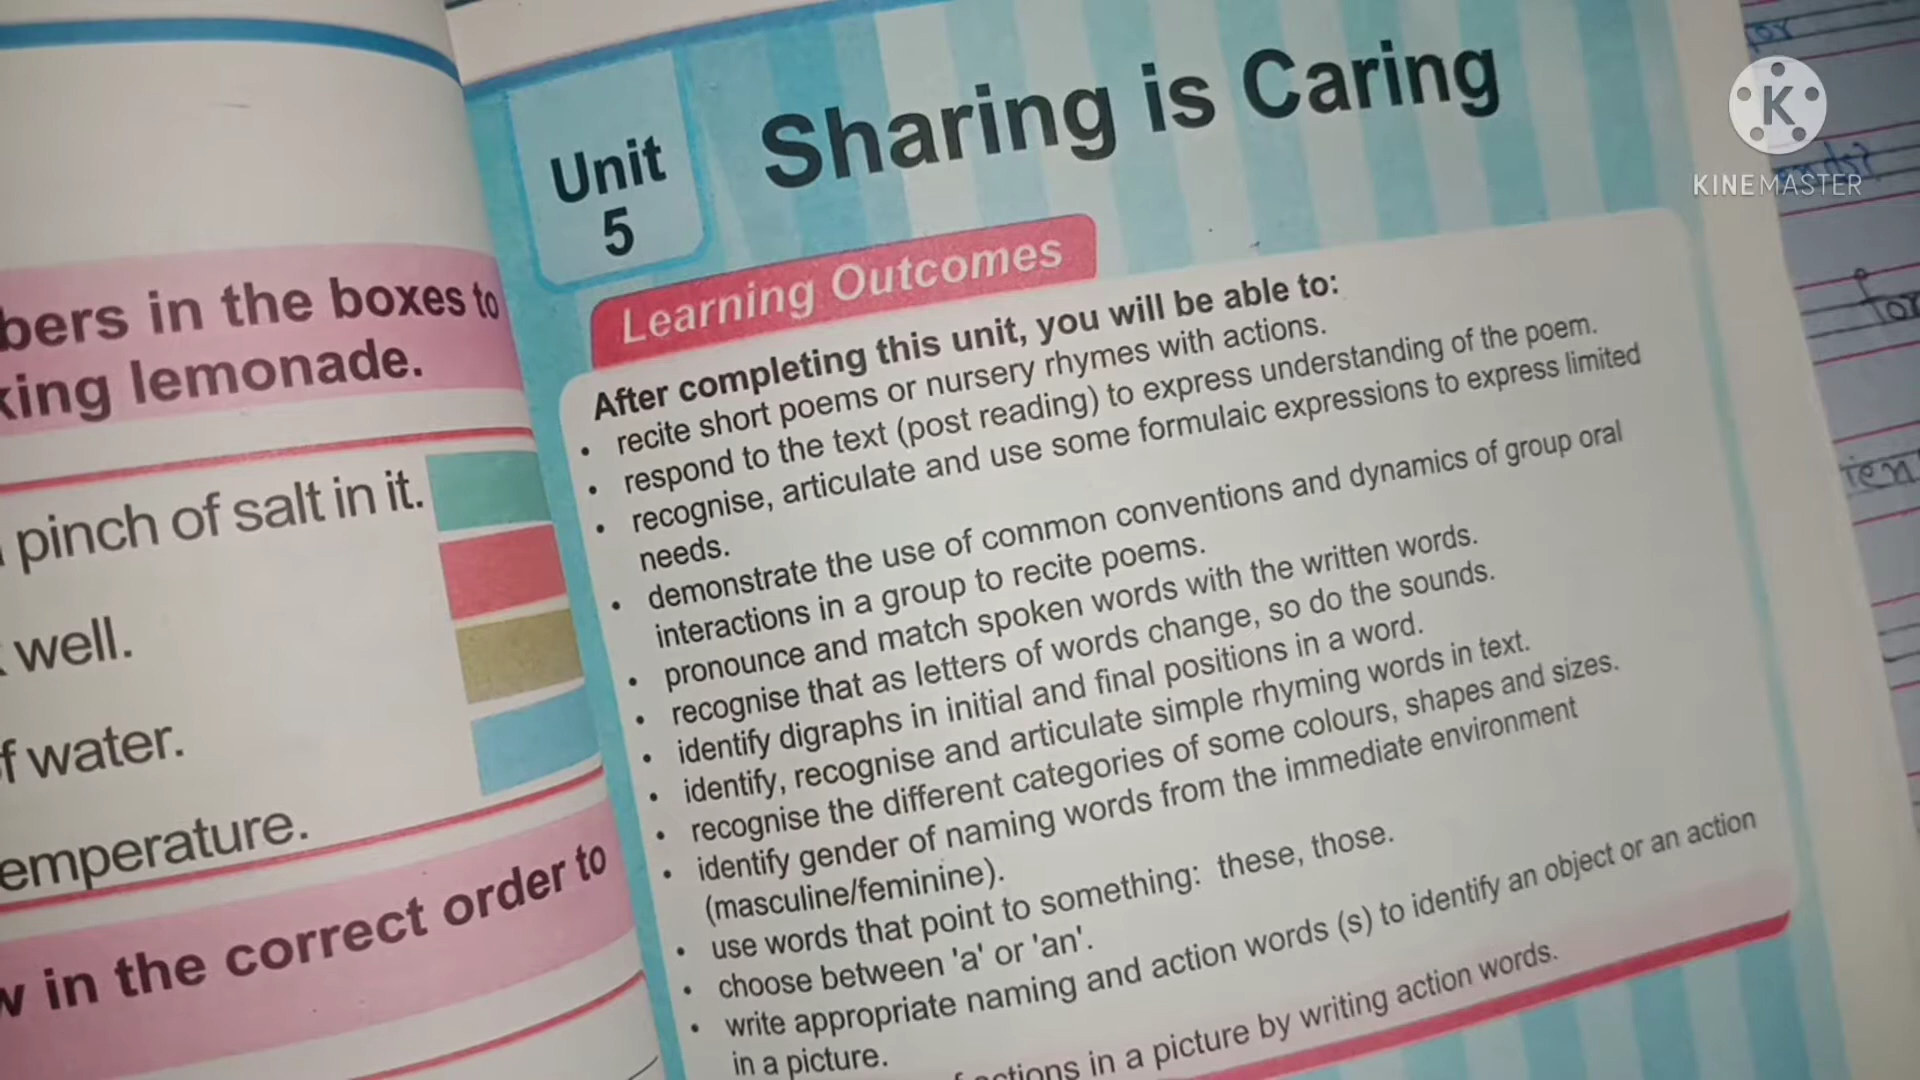 bers in the boxes to
king lemonade.
pinch of salt in it.
well.
f water.
emperature.
w in the correct order to
Unit
5
Sharing is Caring
Learning Outcomes
After completing this unit, you will be able to:
• recite short poems or nursery rhymes with actions.
• respond to the text (post reading) to express understanding of the poem.
• recognise, articulate and use some formulaic expressions to express limited
needs.
• demonstrate the use of common conventions and dynamics of group oral
interactions in a group to recite poems.
• pronounce and match spoken words with the written words.
• recognise that as letters of words change, so do the sounds.
• identify digraphs in initial and final positions in a word.
• identify, recognise and articulate simple rhyming words in text.
• recognise the different categories of some colours, shapes and sizes.
• identify gender of naming words from the immediate environment
(masculine/feminine).
• use words that point to something: these, those.
• choose between 'a' or 'an'.
• write appropriate naming and action words (s) to identify an object or an action
in a picture.
ctions in a picture by writing action words.
K
KINEMASTER
for